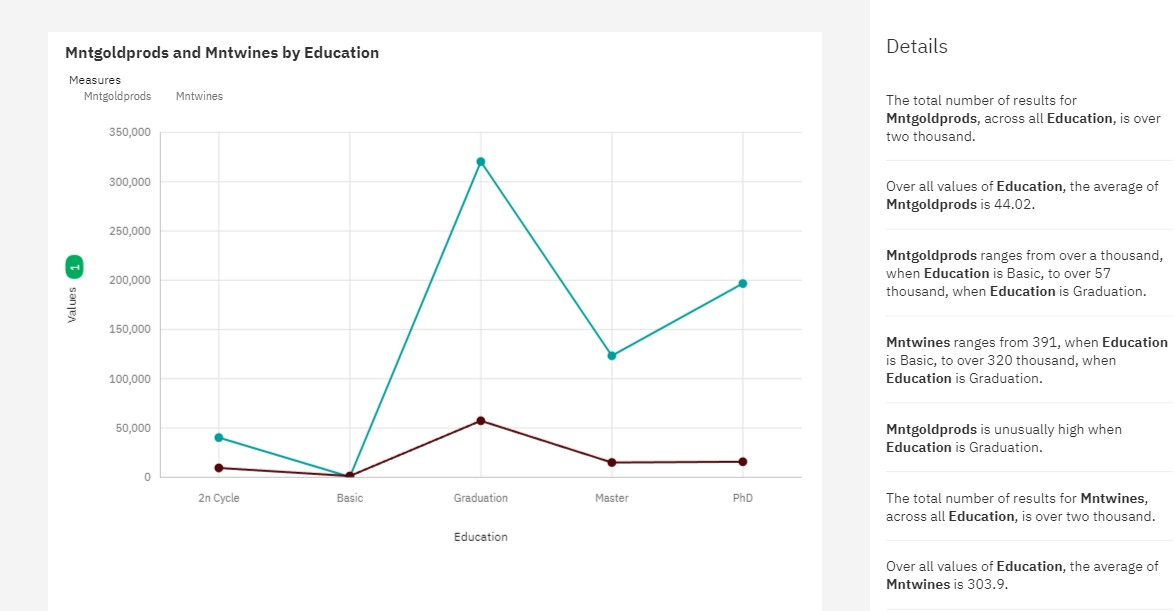 Mntgoldprods and Mntwines by Education
Measures
Mntgoldprods Mntwines
350,000
300,000
250,000
200,000
150,000
100,000
50,000
0
Values 1
2n Cycle Basic Graduation Master PhD
Education
Details
The total number of results for
Mntgoldprods, across all Education, is over
two thousand.
Over all values of Education, the average of
Mntgoldprods is 44.02.
Mntgoldprods ranges from over a thousand,
when Education is Basic, to over 57
thousand, when Education is Graduation.
Mntwines ranges from 391, when Education
is Basic, to over 320 thousand, when
Education is Graduation.
Mntgoldprods is unusually high when
Education is Graduation.
The total number of results for Mntwines,
across all Education, is over two thousand.
Over all values of Education, the average of
Mntwines is 303.9.